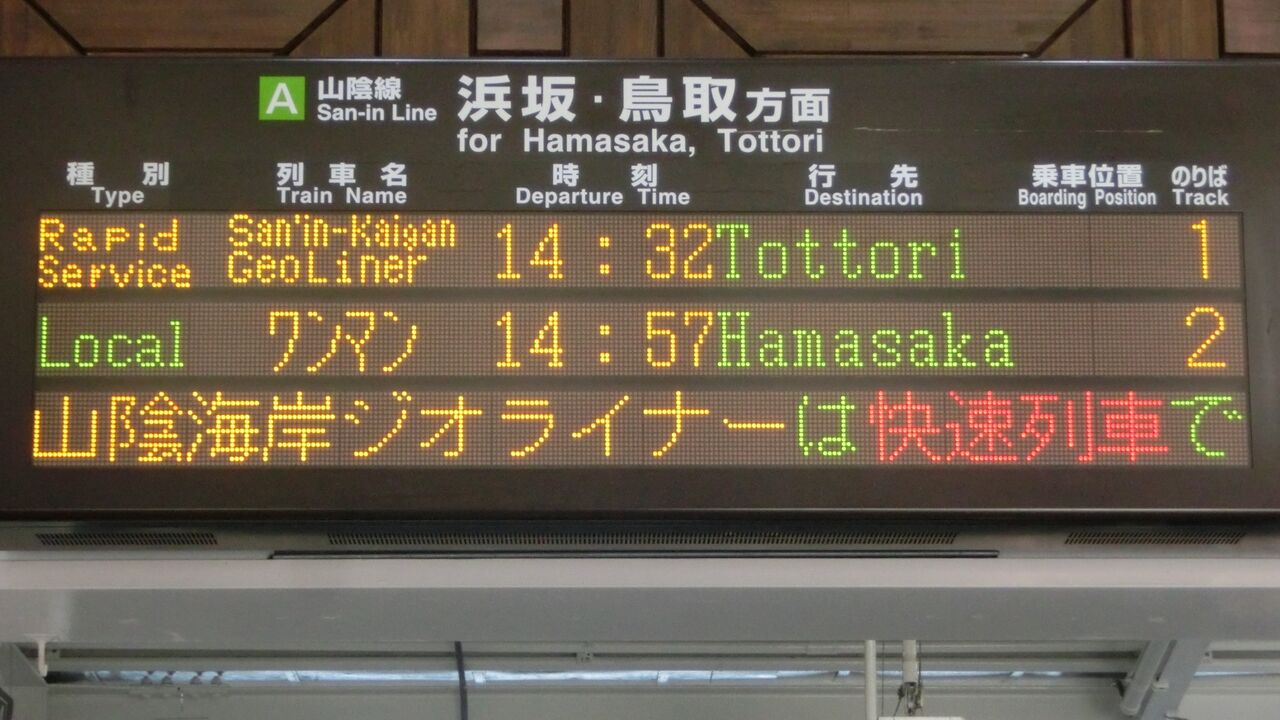 A 山陰線 浜坂・鳥取方面
San-in Line for Hamasaka, Tottori
種別 列車名 時刻 行先 乗車位置 のりば
Type Train Name Departure Time Destination Boarding Position Track
Rapid Service San'in-Kaigan GeoLiner 14:32 Tottori 1
Local ワンマン 14:57 Hamasaka 2
山陰海岸ジオライナーは快速列車で